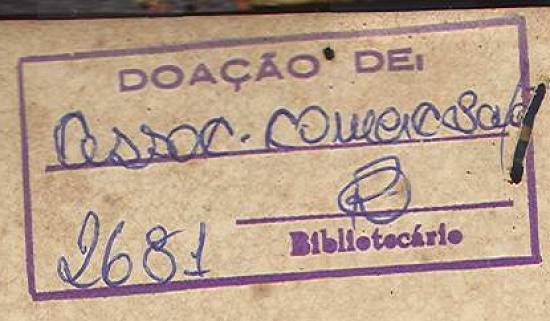 DOAÇÃO DE:
Assoc. Comercial
2681
Bibliotecário